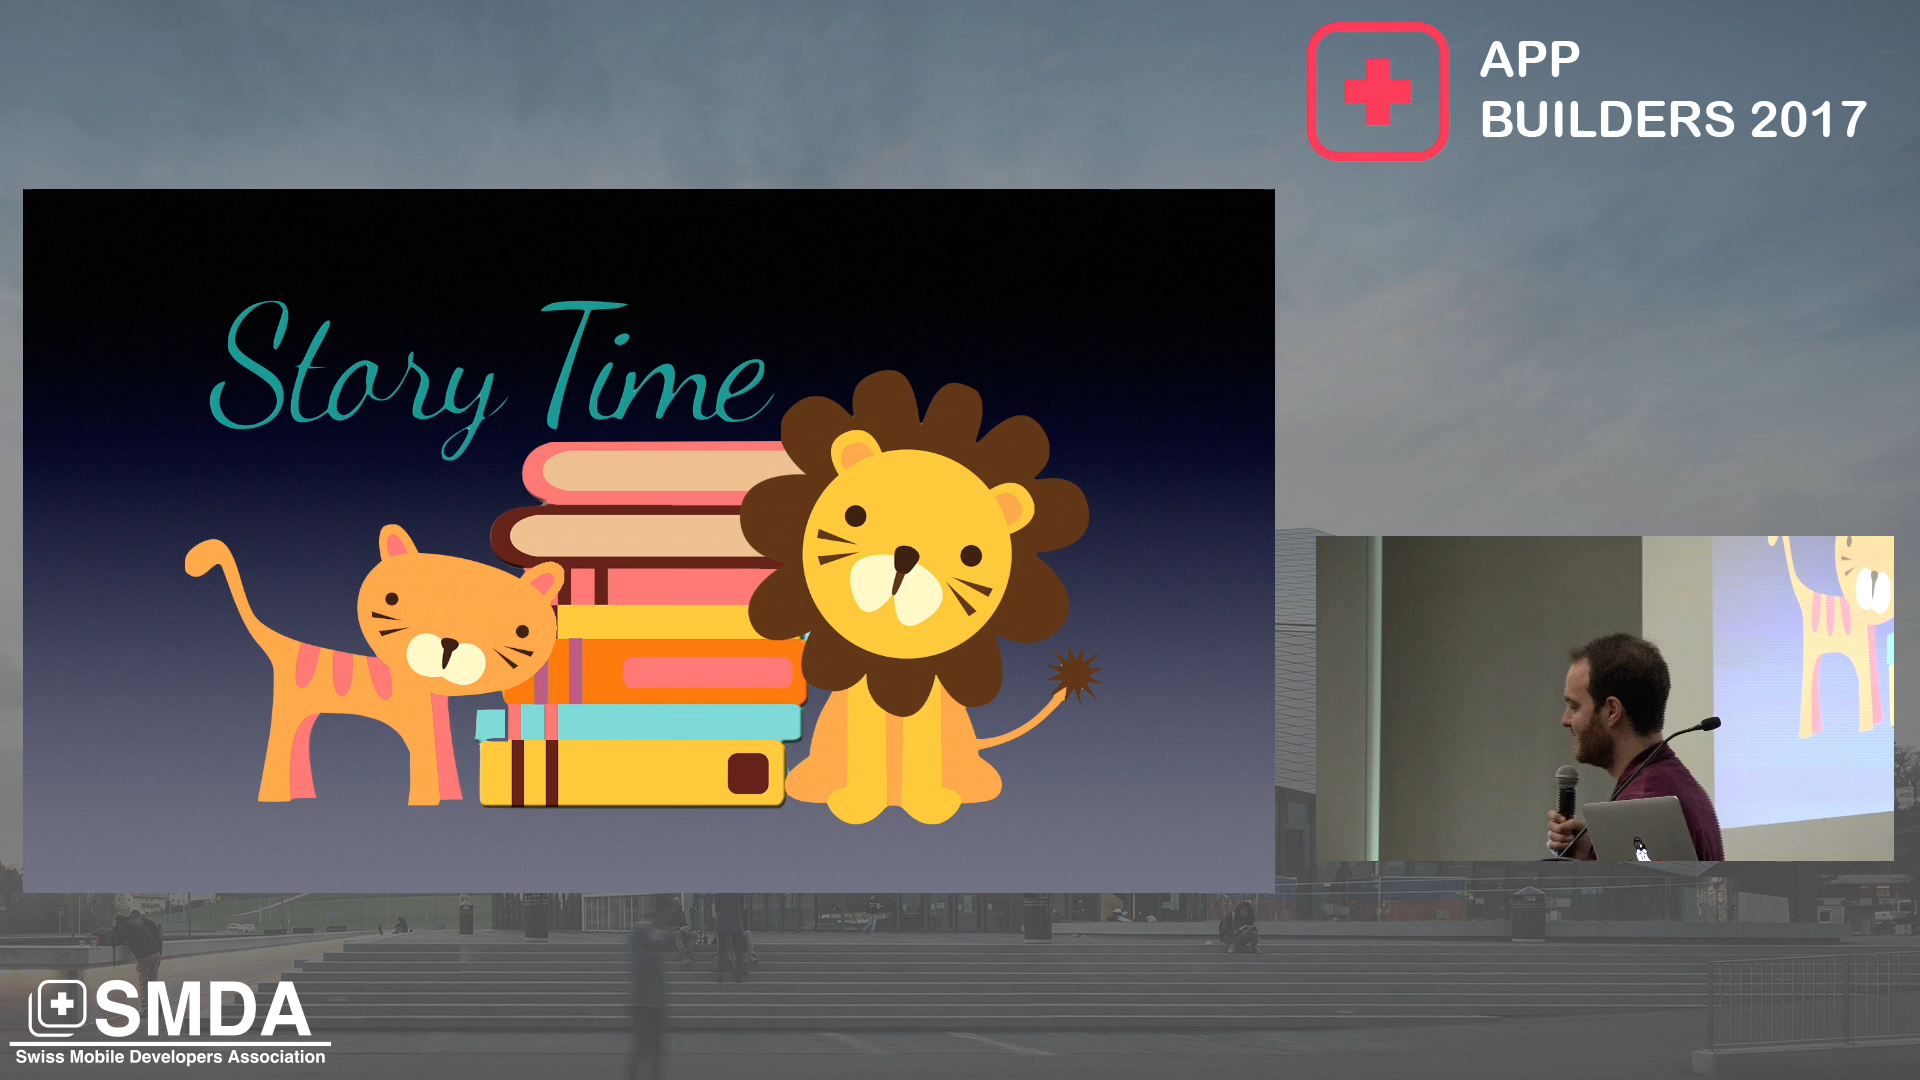 APP
BUILDERS 2017
Story Time
SMDA
Swiss Mobile Developers Association